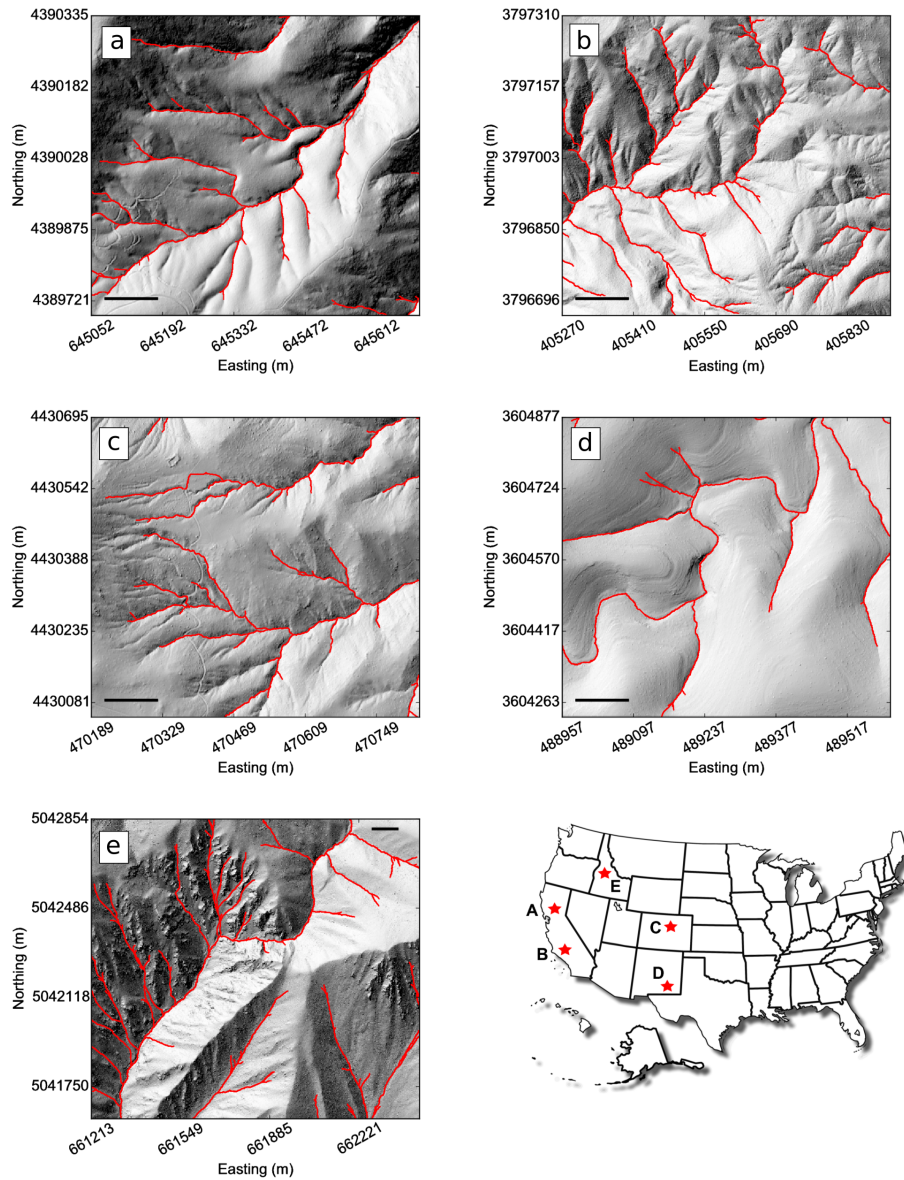 a
4390335
4390182
4390028
4389875
4389721
Northing (m)
645052
645192
645332
645472
645612
Easting (m)
b
3797310
3797157
3797003
3796850
3796696
Northing (m)
405270
405410
405550
405690
405830
Easting (m)
c
4430695
4430542
4430388
4430235
4430081
Northing (m)
470189
470329
470469
470609
470749
Easting (m)
d
3604877
3604724
3604570
3604417
3604263
Northing (m)
488957
489097
489237
489377
489517
Easting (m)
e
5042854
5042486
5042118
5041750
Northing (m)
661213
661549
661885
662221
Easting (m)
E
A
C
B
D